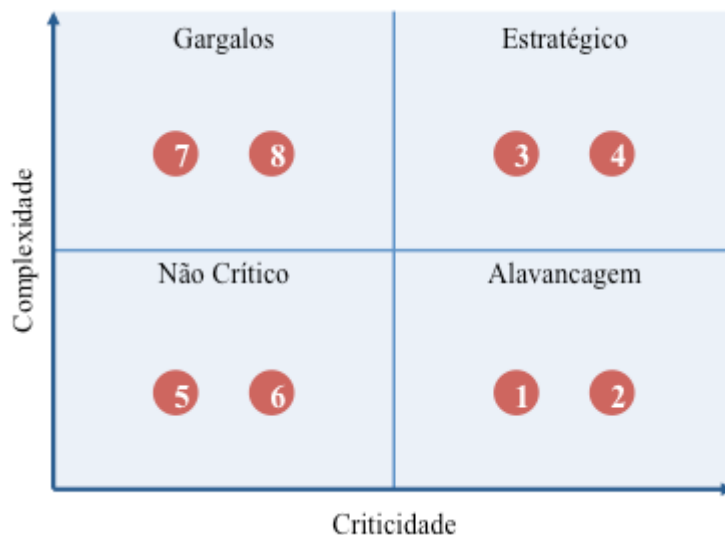 Gargalos
Estratégico
7
8
3
4
Complexidade
Não Crítico
Alavancagem
5
6
1
2
Criticidade